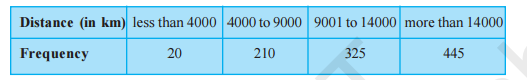 Distance (in km) less than 4000 4000 to 9000 9001 to 14000 more than 14000
Frequency 20 210 325 445